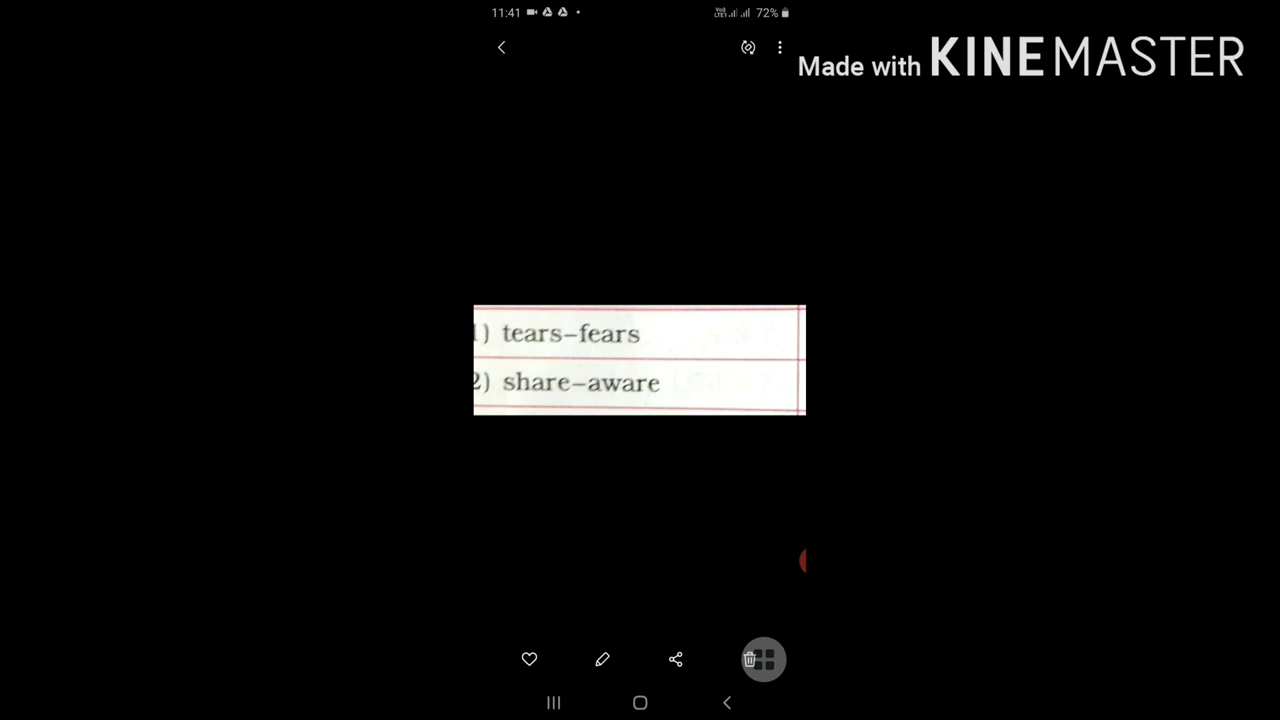 11:41 72%
Made with KINEMASTER
1) tears–fears
2) share–aware